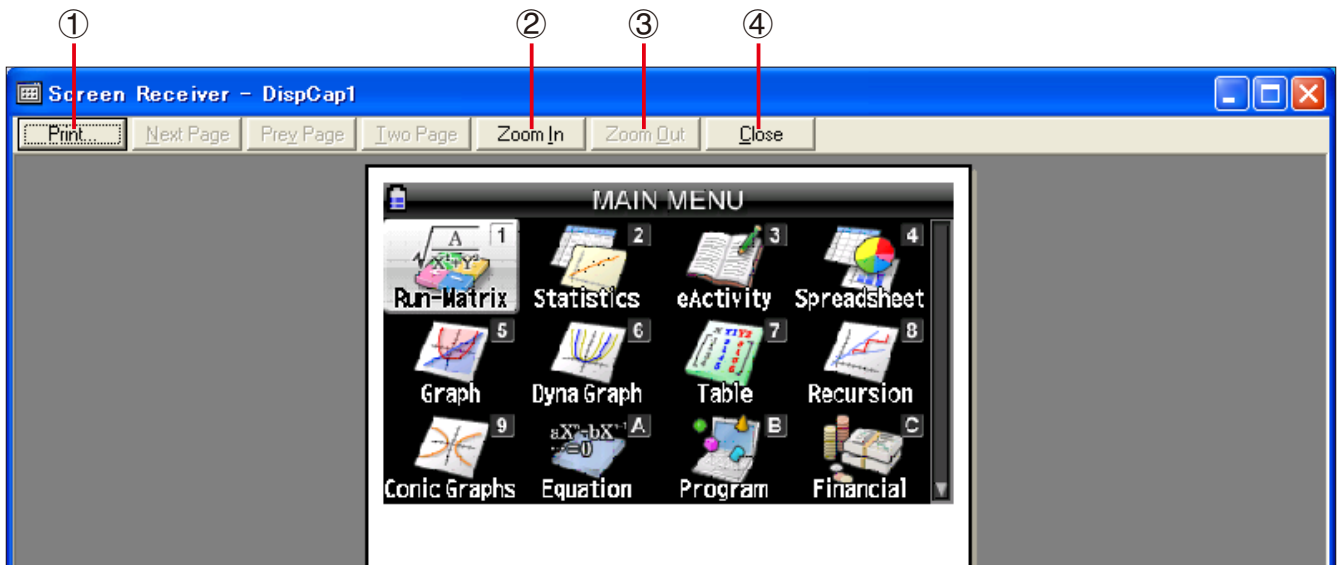 ① ② ③ ④
Screen Receiver - DispCap1
Print... Next Page Prev Page Two Page Zoom In Zoom Out Close
MAIN MENU
1 2 3 4
Run-Matrix Statistics eActivity Spreadsheet
5 6 7 8
Graph Dyna Graph Table Recursion
9 A B C
Conic Graphs Equation Program Financial